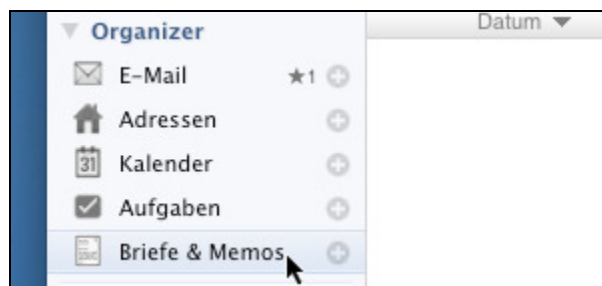 Organizer
Datum
E-Mail ★1
Adressen
31 Kalender
Aufgaben
Briefe & Memos